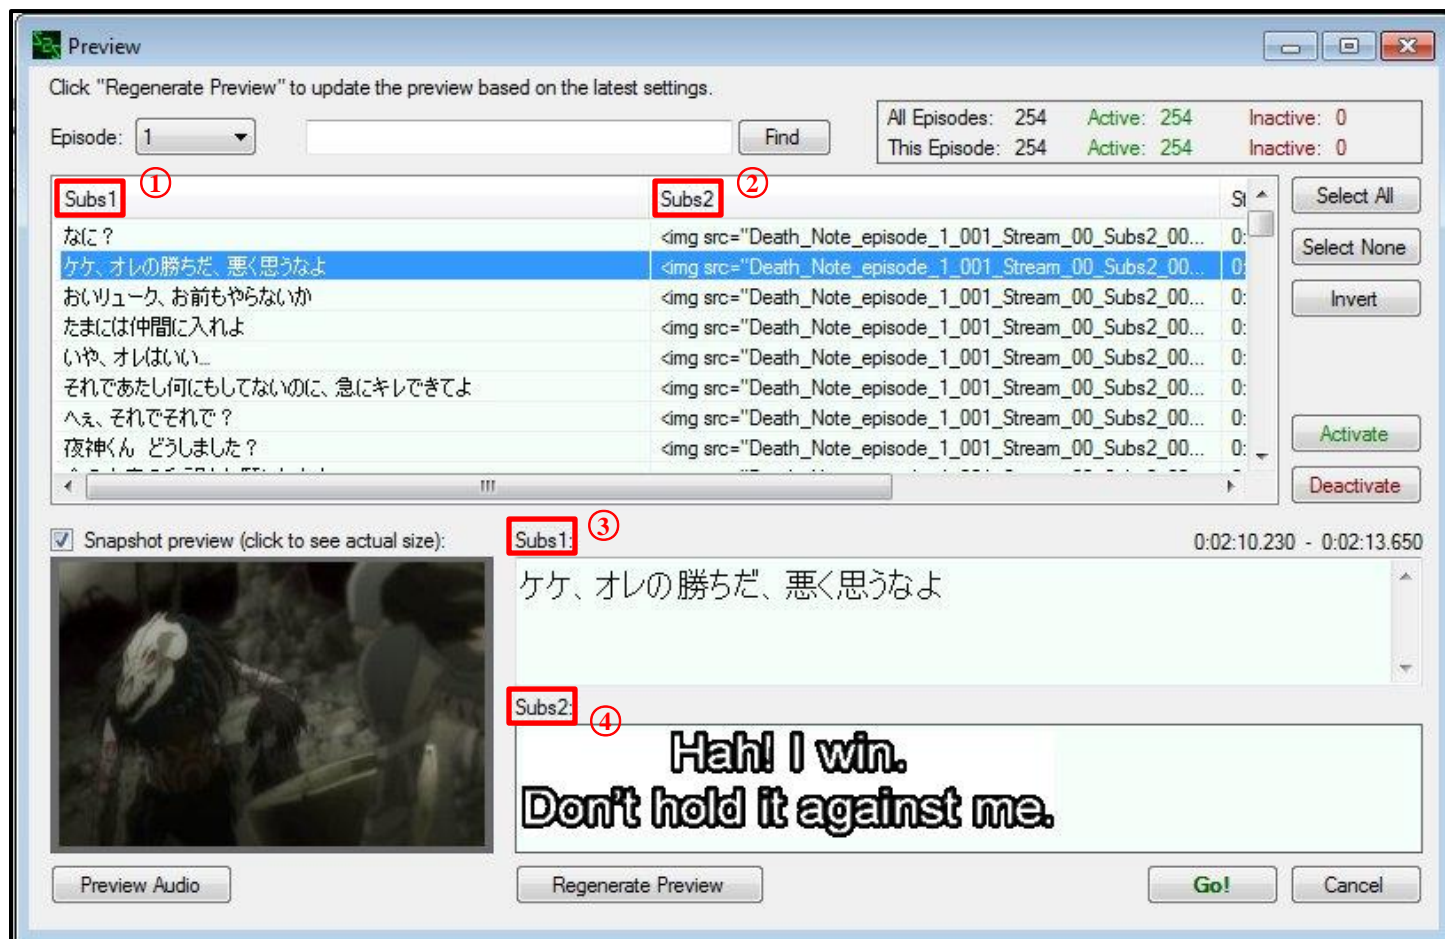 Preview
Click "Regenerate Preview" to update the preview based on the latest settings.
Episode: 1 Find
All Episodes: 254 Active: 254 Inactive: 0
This Episode: 254 Active: 254 Inactive: 0
Subs1 ① Subs2 ②
なに？ <img src="Death_Note_episode_1_001_Stream_00_Subs2_00... 0:
ケケ、オレの勝ちだ、悪く思うなよ <img src="Death_Note_episode_1_001_Stream_00_Subs2_00... 0:
おいリューク、お前もやらないか <img src="Death_Note_episode_1_001_Stream_00_Subs2_00... 0:
たまには仲間に入れよ <img src="Death_Note_episode_1_001_Stream_00_Subs2_00... 0:
いや、オレはいい... <img src="Death_Note_episode_1_001_Stream_00_Subs2_00... 0:
それであたし何にもしてないのに、急にキレできてよ <img src="Death_Note_episode_1_001_Stream_00_Subs2_00... 0:
へぇ、それでそれで？ <img src="Death_Note_episode_1_001_Stream_00_Subs2_00... 0:
夜神くん どうしました？ <img src="Death_Note_episode_1_001_Stream_00_Subs2_00... 0:
Select All
Select None
Invert
Activate
Deactivate
Snapshot preview (click to see actual size):
Subs1: ③ 0:02:10.230 - 0:02:13.650
ケケ、オレの勝ちだ、悪く思うなよ
Subs2: ④
Hah! I win.
Don't hold it against me.
Preview Audio Regenerate Preview Go! Cancel